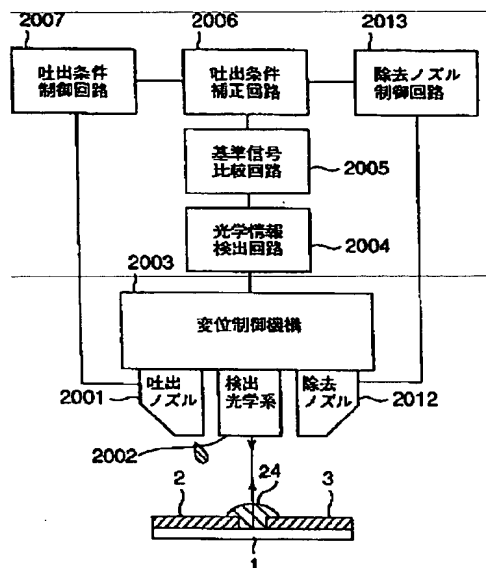 2007
2006
2013
吐出条件
制御回路
吐出条件
補正回路
除去ノズル
制御回路
基準信号
比較回路
2005
光学情報
検出回路
2004
2003
変位制御機構
吐出
ノズル
検出
光学系
除去
ノズル
2001
2012
2002
24
2
3
1